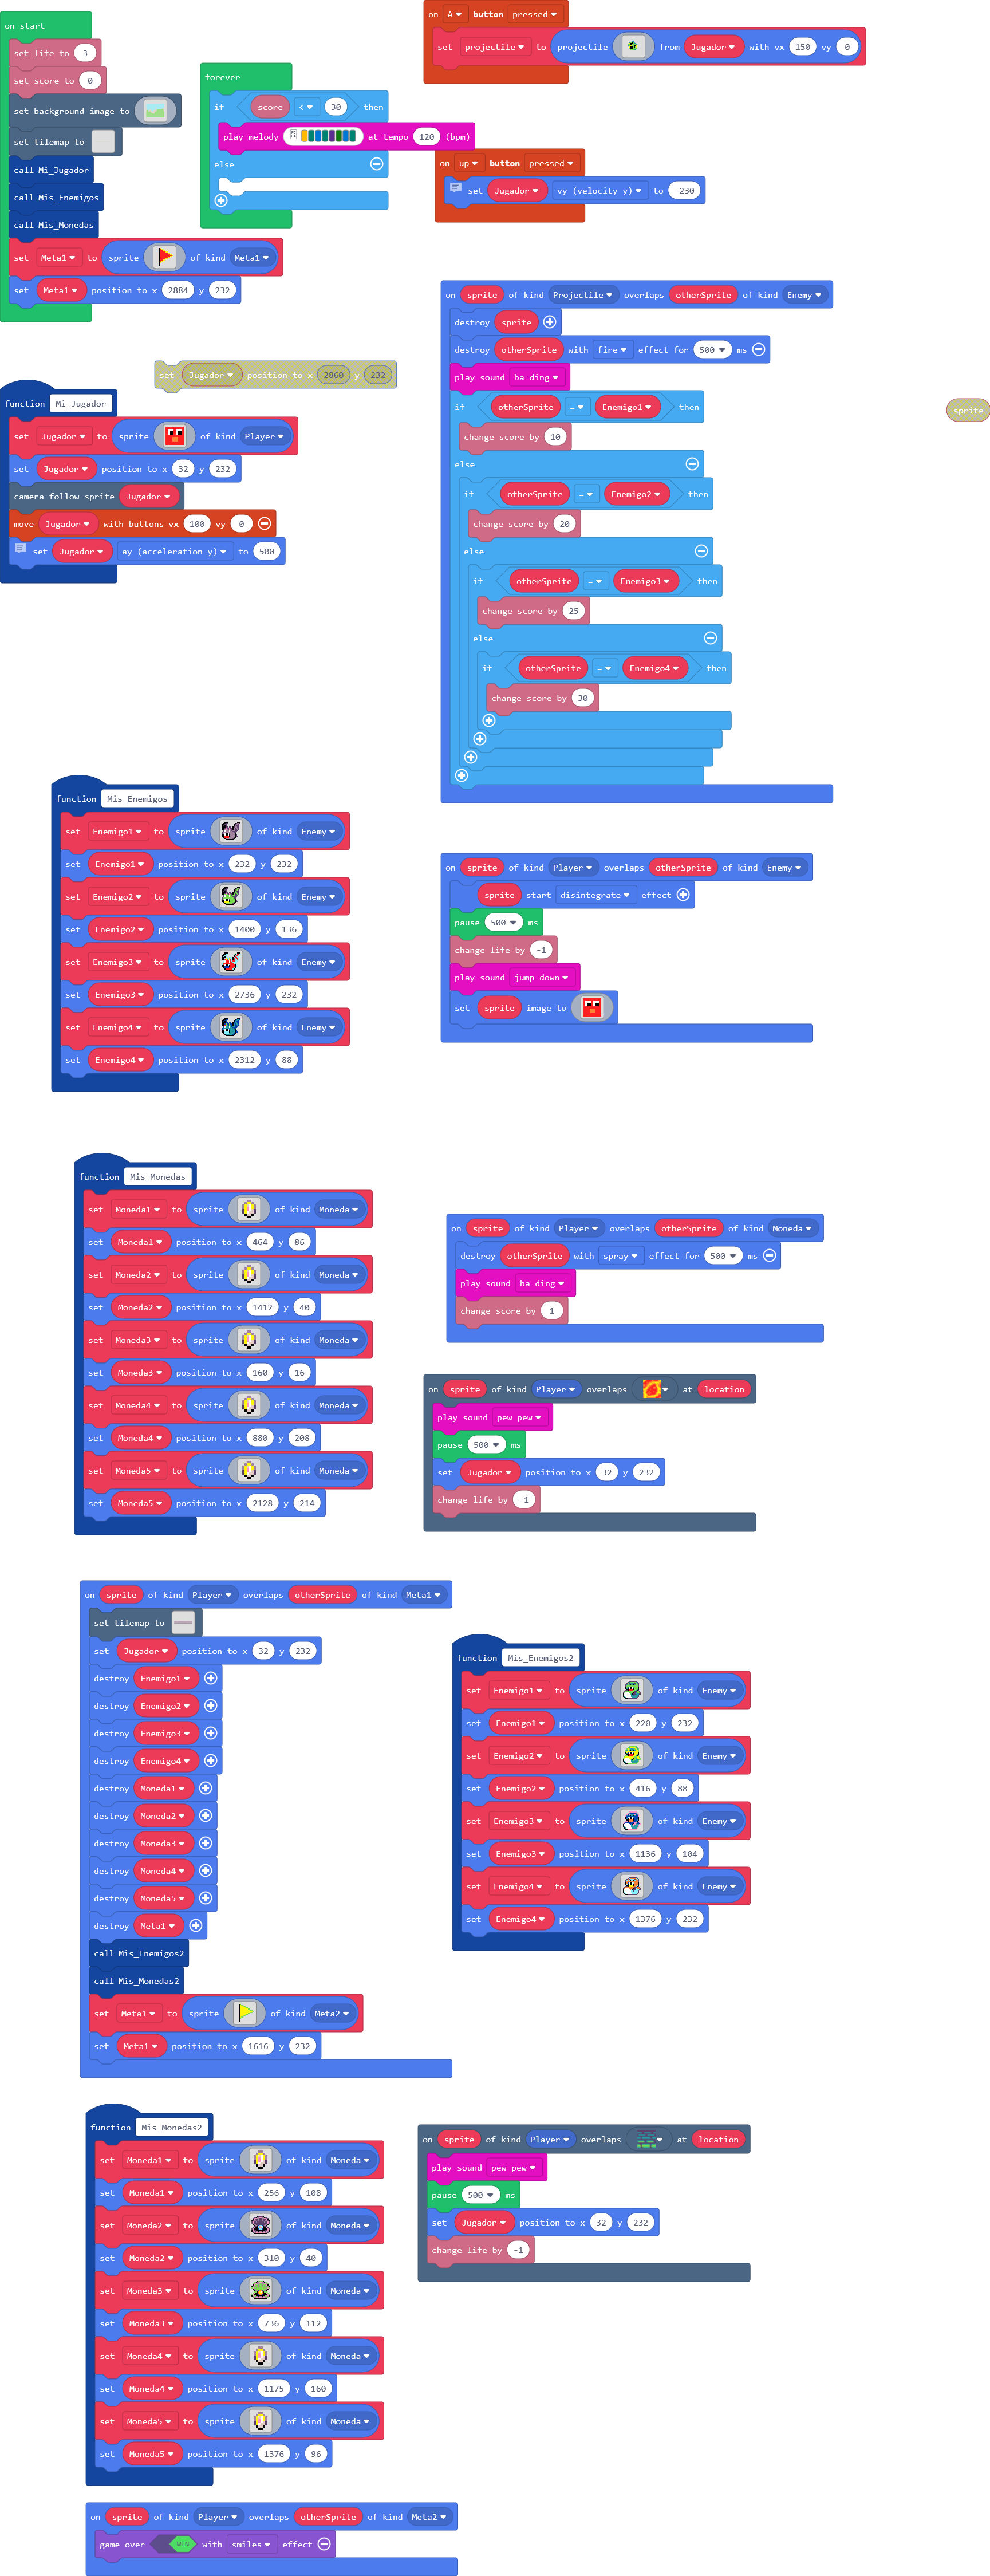 on start
set life to 3
set score to 0
set background image to
set tilemap to
call Mi_Jugador
call Mis_Enemigos
call Mis_Monedas
set Meta1 to sprite of kind Meta1
set Meta1 position to x 2884 y 232
forever
if score < 30 then
play melody at tempo 120 (bpm)
else
on A button pressed
set projectile to projectile from Jugador with vx 150 vy 0
on up button pressed
set Jugador vy (velocity y) to -230
set Jugador position to x 2860 y 232
function Mi_Jugador
set Jugador to sprite of kind Player
set Jugador position to x 32 y 232
camera follow sprite Jugador
move Jugador with buttons vx 100 vy 0
set Jugador ay (acceleration y) to 500
on sprite of kind Projectile overlaps otherSprite of kind Enemy
destroy sprite
destroy otherSprite with fire effect for 500 ms
play sound ba ding
if otherSprite = Enemigo1 then
change score by 10
else
if otherSprite = Enemigo2 then
change score by 20
else
if otherSprite = Enemigo3 then
change score by 25
else
if otherSprite = Enemigo4 then
change score by 30
sprite
function Mis_Enemigos
set Enemigo1 to sprite of kind Enemy
set Enemigo1 position to x 232 y 232
set Enemigo2 to sprite of kind Enemy
set Enemigo2 position to x 1400 y 136
set Enemigo3 to sprite of kind Enemy
set Enemigo3 position to x 2736 y 232
set Enemigo4 to sprite of kind Enemy
set Enemigo4 position to x 2312 y 88
on sprite of kind Player overlaps otherSprite of kind Enemy
sprite start disintegrate effect
pause 500 ms
change life by -1
play sound jump down
set sprite image to
function Mis_Monedas
set Moneda1 to sprite of kind Moneda
set Moneda1 position to x 464 y 86
set Moneda2 to sprite of kind Moneda
set Moneda2 position to x 1412 y 40
set Moneda3 to sprite of kind Moneda
set Moneda3 position to x 160 y 16
set Moneda4 to sprite of kind Moneda
set Moneda4 position to x 880 y 208
set Moneda5 to sprite of kind Moneda
set Moneda5 position to x 2128 y 214
on sprite of kind Player overlaps otherSprite of kind Moneda
destroy otherSprite with spray effect for 500 ms
play sound ba ding
change score by 1
on sprite of kind Player overlaps at location
play sound pew pew
pause 500 ms
set Jugador position to x 32 y 232
change life by -1
on sprite of kind Player overlaps otherSprite of kind Meta1
set tilemap to
set Jugador position to x 32 y 232
destroy Enemigo1
destroy Enemigo2
destroy Enemigo3
destroy Enemigo4
destroy Moneda1
destroy Moneda2
destroy Moneda3
destroy Moneda4
destroy Moneda5
destroy Meta1
call Mis_Enemigos2
call Mis_Monedas2
set Meta1 to sprite of kind Meta2
set Meta1 position to x 1616 y 232
function Mis_Enemigos2
set Enemigo1 to sprite of kind Enemy
set Enemigo1 position to x 220 y 232
set Enemigo2 to sprite of kind Enemy
set Enemigo2 position to x 416 y 88
set Enemigo3 to sprite of kind Enemy
set Enemigo3 position to x 1136 y 104
set Enemigo4 to sprite of kind Enemy
set Enemigo4 position to x 1376 y 232
function Mis_Monedas2
set Moneda1 to sprite of kind Moneda
set Moneda1 position to x 256 y 108
set Moneda2 to sprite of kind Moneda
set Moneda2 position to x 310 y 40
set Moneda3 to sprite of kind Moneda
set Moneda3 position to x 736 y 112
set Moneda4 to sprite of kind Moneda
set Moneda4 position to x 1175 y 160
set Moneda5 to sprite of kind Moneda
set Moneda5 position to x 1376 y 96
on sprite of kind Player overlaps at location
play sound pew pew
pause 500 ms
set Jugador position to x 32 y 232
change life by -1
on sprite of kind Player overlaps otherSprite of kind Meta2
game over WIN with smiles effect